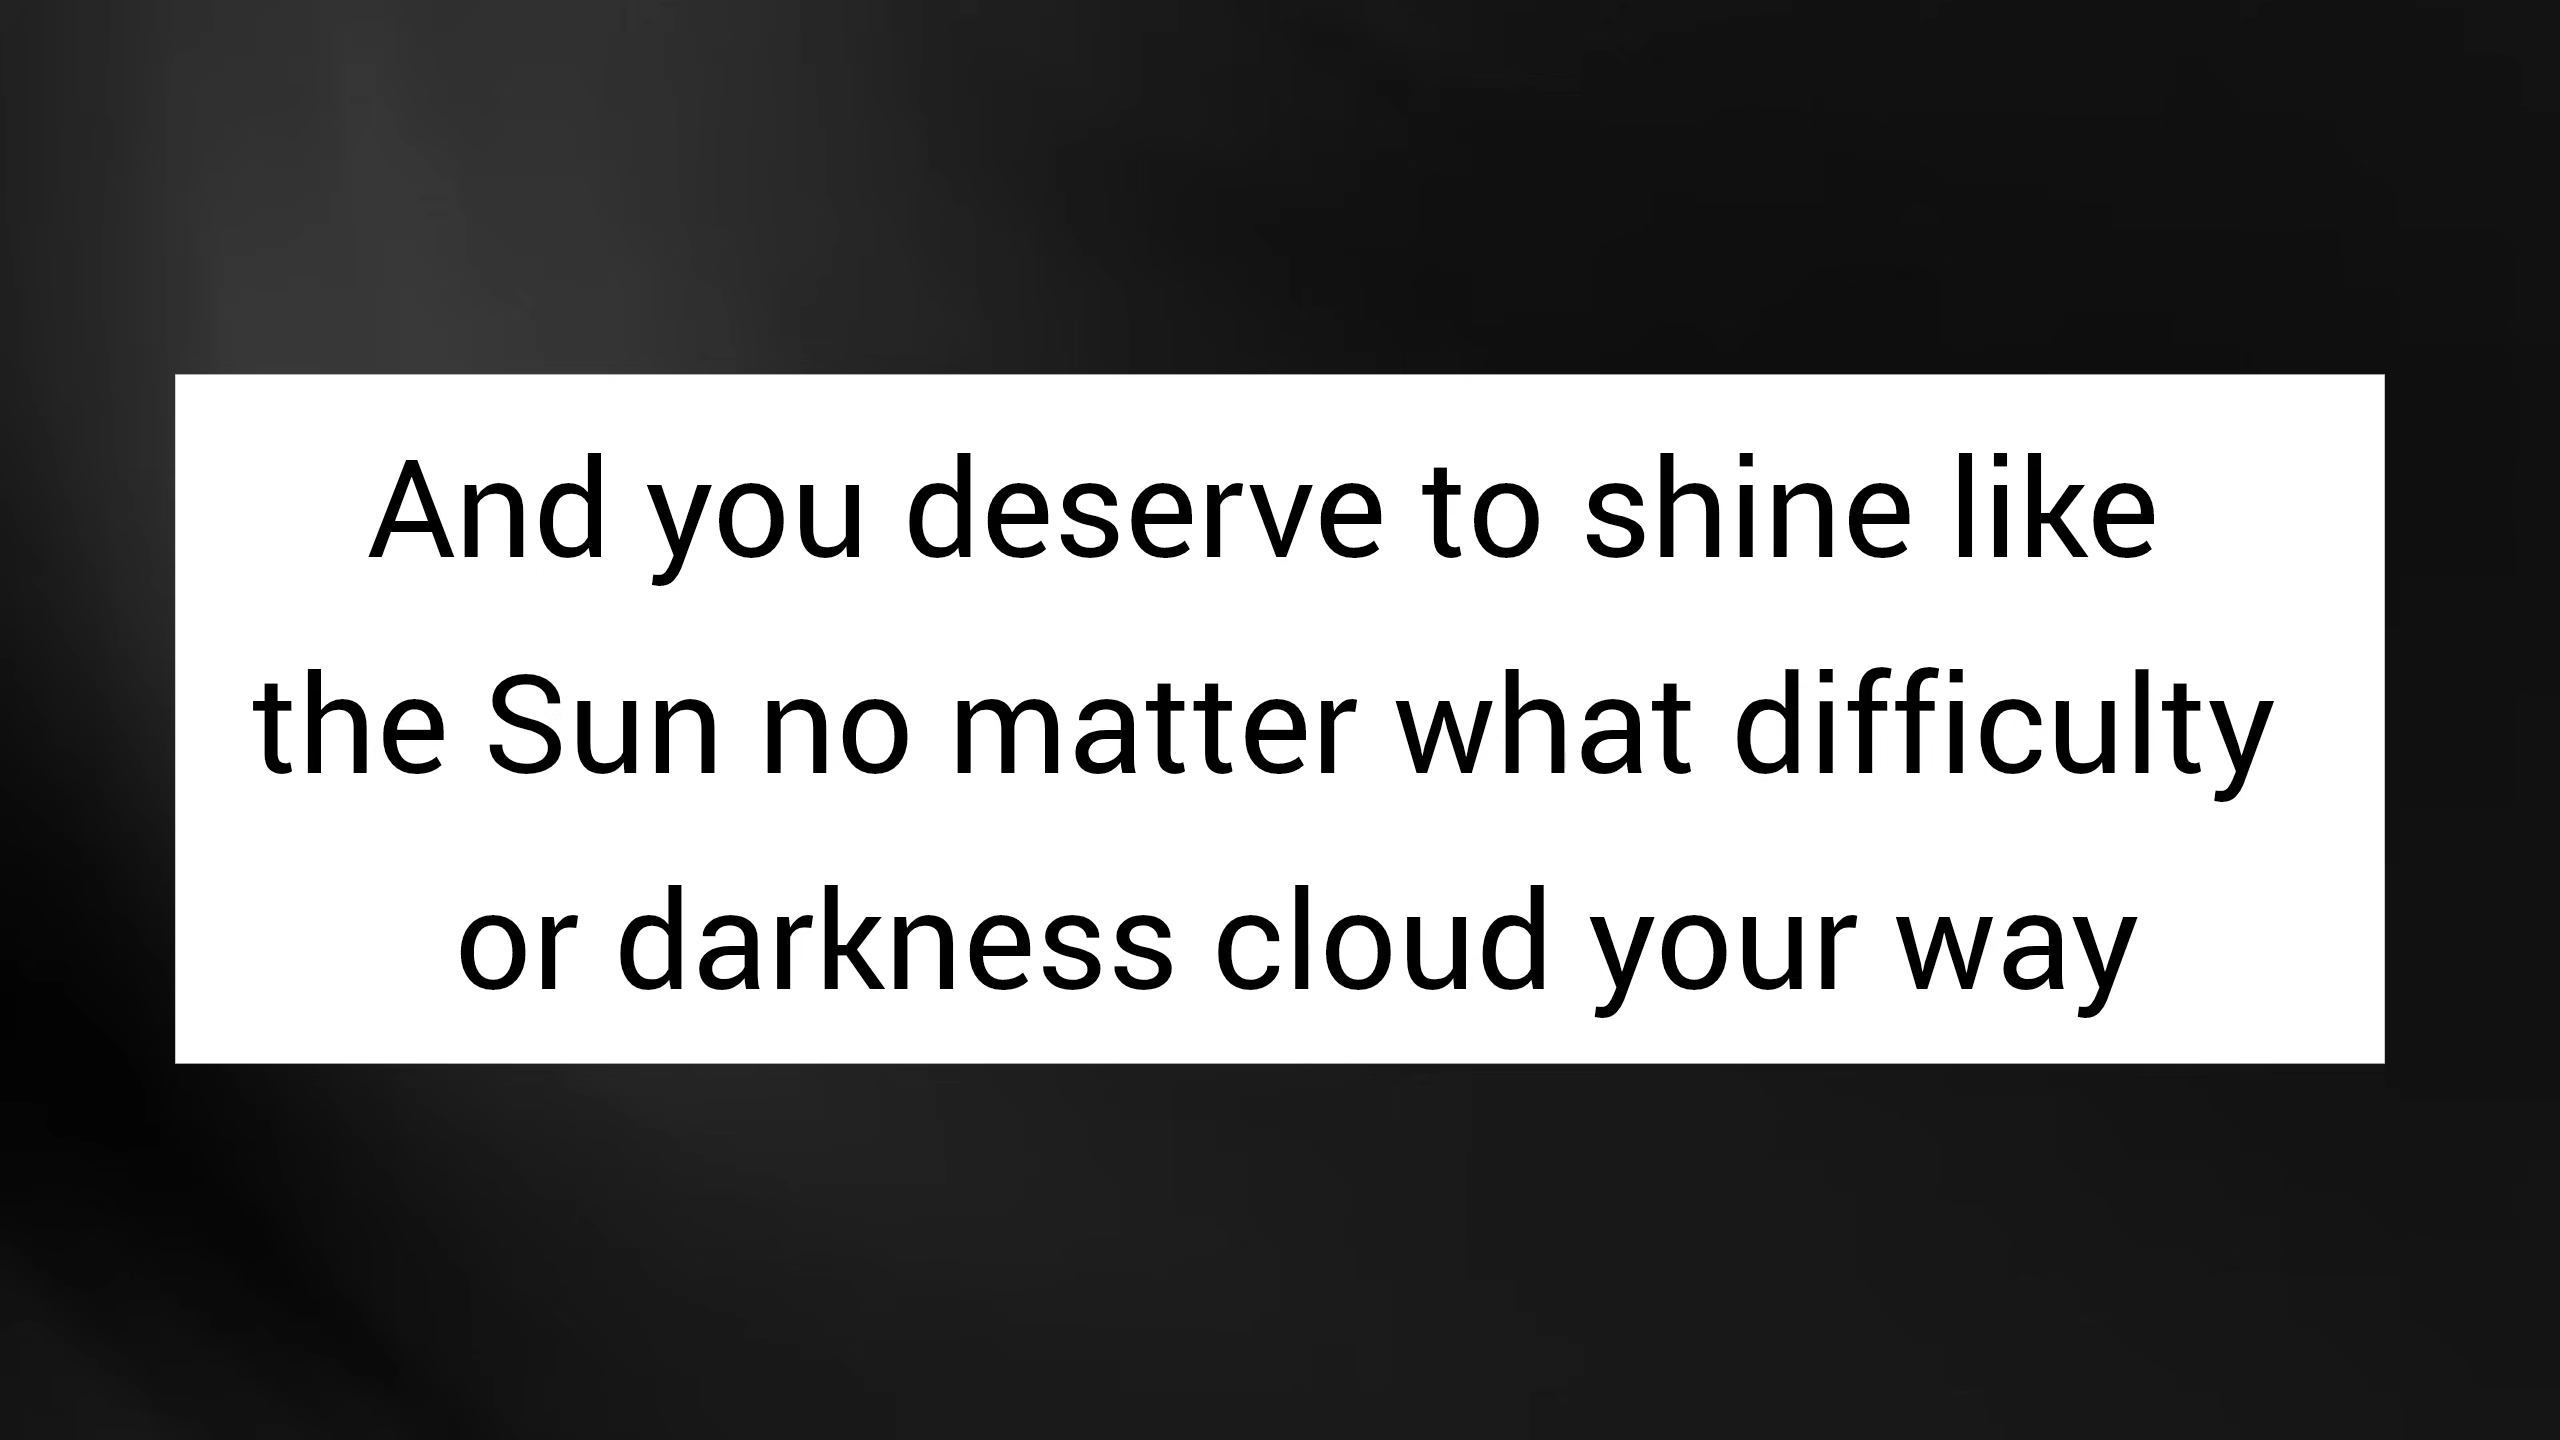 And you deserve to shine like
the Sun no matter what difficulty
or darkness cloud your way